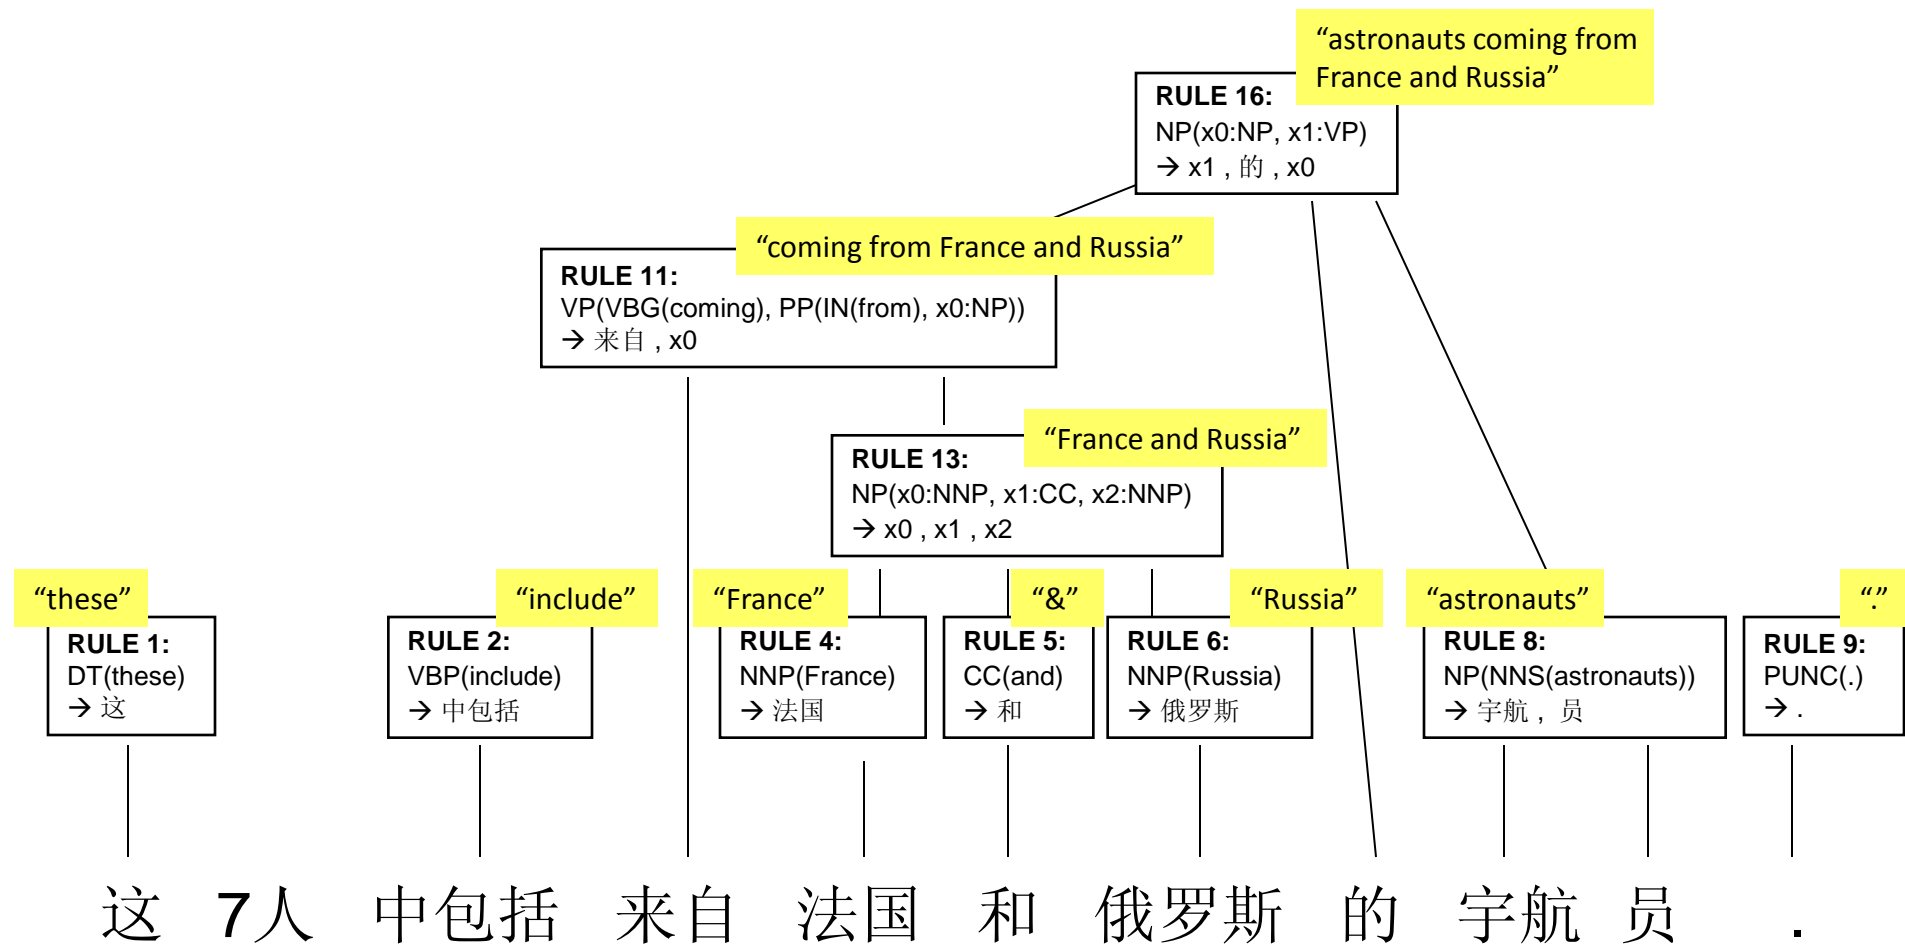 “astronauts coming from
France and Russia”
RULE 16:
NP(x0:NP, x1:VP)
→ x1 , 的 , x0
“coming from France and Russia”
RULE 11:
VP(VBG(coming), PP(IN(from), x0:NP))
→ 来自 , x0
“France and Russia”
RULE 13:
NP(x0:NNP, x1:CC, x2:NNP)
→ x0 , x1 , x2
“these”
RULE 1:
DT(these)
→ 这
“include”
RULE 2:
VBP(include)
→ 中包括
“France”
RULE 4:
NNP(France)
→ 法国
“&”
RULE 5:
CC(and)
→ 和
“Russia”
RULE 6:
NNP(Russia)
→ 俄罗斯
“astronauts”
RULE 8:
NP(NNS(astronauts))
→ 宇航 , 员
“.”
RULE 9:
PUNC(.)
→ .
这 7人 中包括 来自 法国 和 俄罗斯 的 宇航 员 .